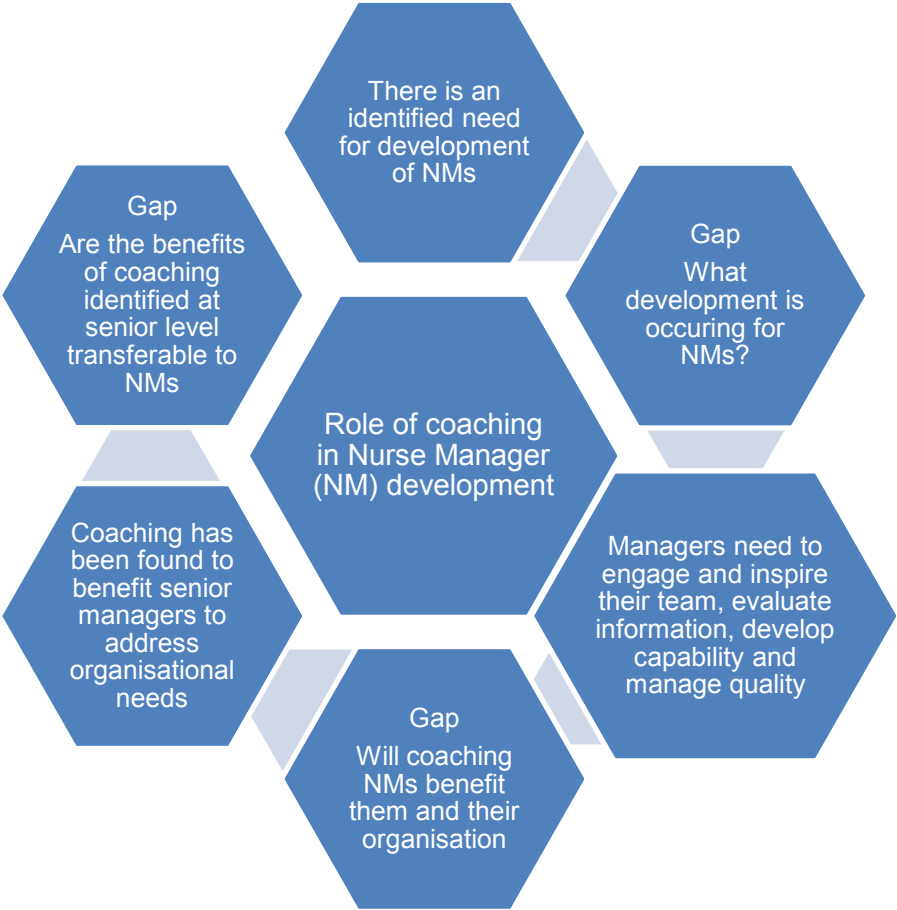 There is an
identified need
for development
of NMs
Gap
What
development is
occuring for
NMs?
Managers need to
engage and inspire
their team, evaluate
information, develop
capability and
manage quality
Gap
Will coaching
NMs benefit
them and their
organisation
Coaching has
been found to
benefit senior
managers to
address
organisational
needs
Gap
Are the benefits
of coaching
identified at
senior level
transferable to
NMs
Role of coaching
in Nurse Manager
(NM) development